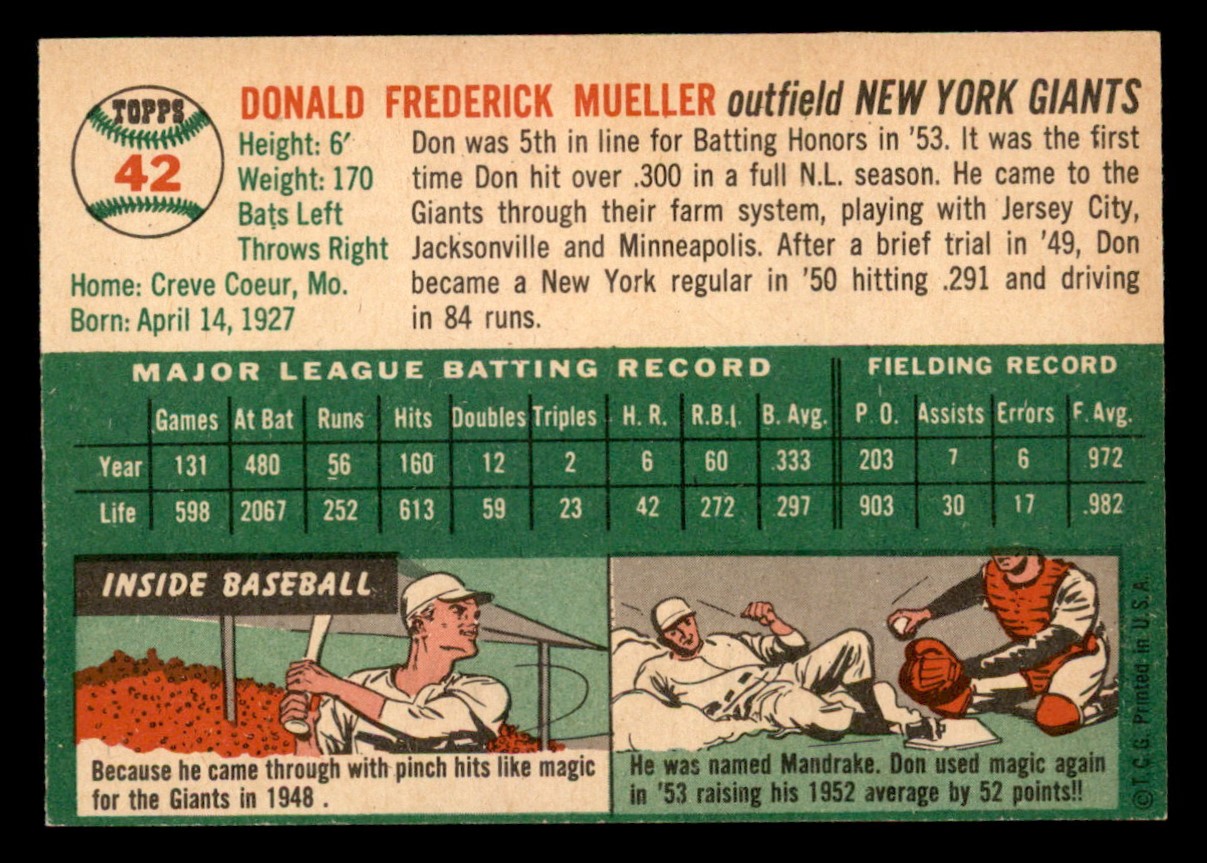 TOPPS
42
DONALD FREDERICK MUELLER outfield NEW YORK GIANTS
Height: 6′
Weight: 170
Bats Left
Throws Right
Home: Creve Coeur, Mo.
Born: April 14, 1927
Don was 5th in line for Batting Honors in '53. It was the first
time Don hit over .300 in a full N.L. season. He came to the
Giants through their farm system, playing with Jersey City,
Jacksonville and Minneapolis. After a brief trial in '49, Don
became a New York regular in '50 hitting .291 and driving
in 84 runs.
MAJOR LEAGUE BATTING RECORD FIELDING RECORD
Games At Bat Runs Hits Doubles Triples H. R. R.B.I. B. Avg. P. O. Assists Errors F. Avg.
Year 131 480 56 160 12 2 6 60 .333 203 7 6 .972
Life 598 2067 252 613 59 23 42 272 .297 903 30 17 .982
INSIDE BASEBALL
Because he came through with pinch hits like magic
for the Giants in 1948 .
He was named Mandrake. Don used magic again
in '53 raising his 1952 average by 52 points!!
© T. C. G. Printed in U. S. A.